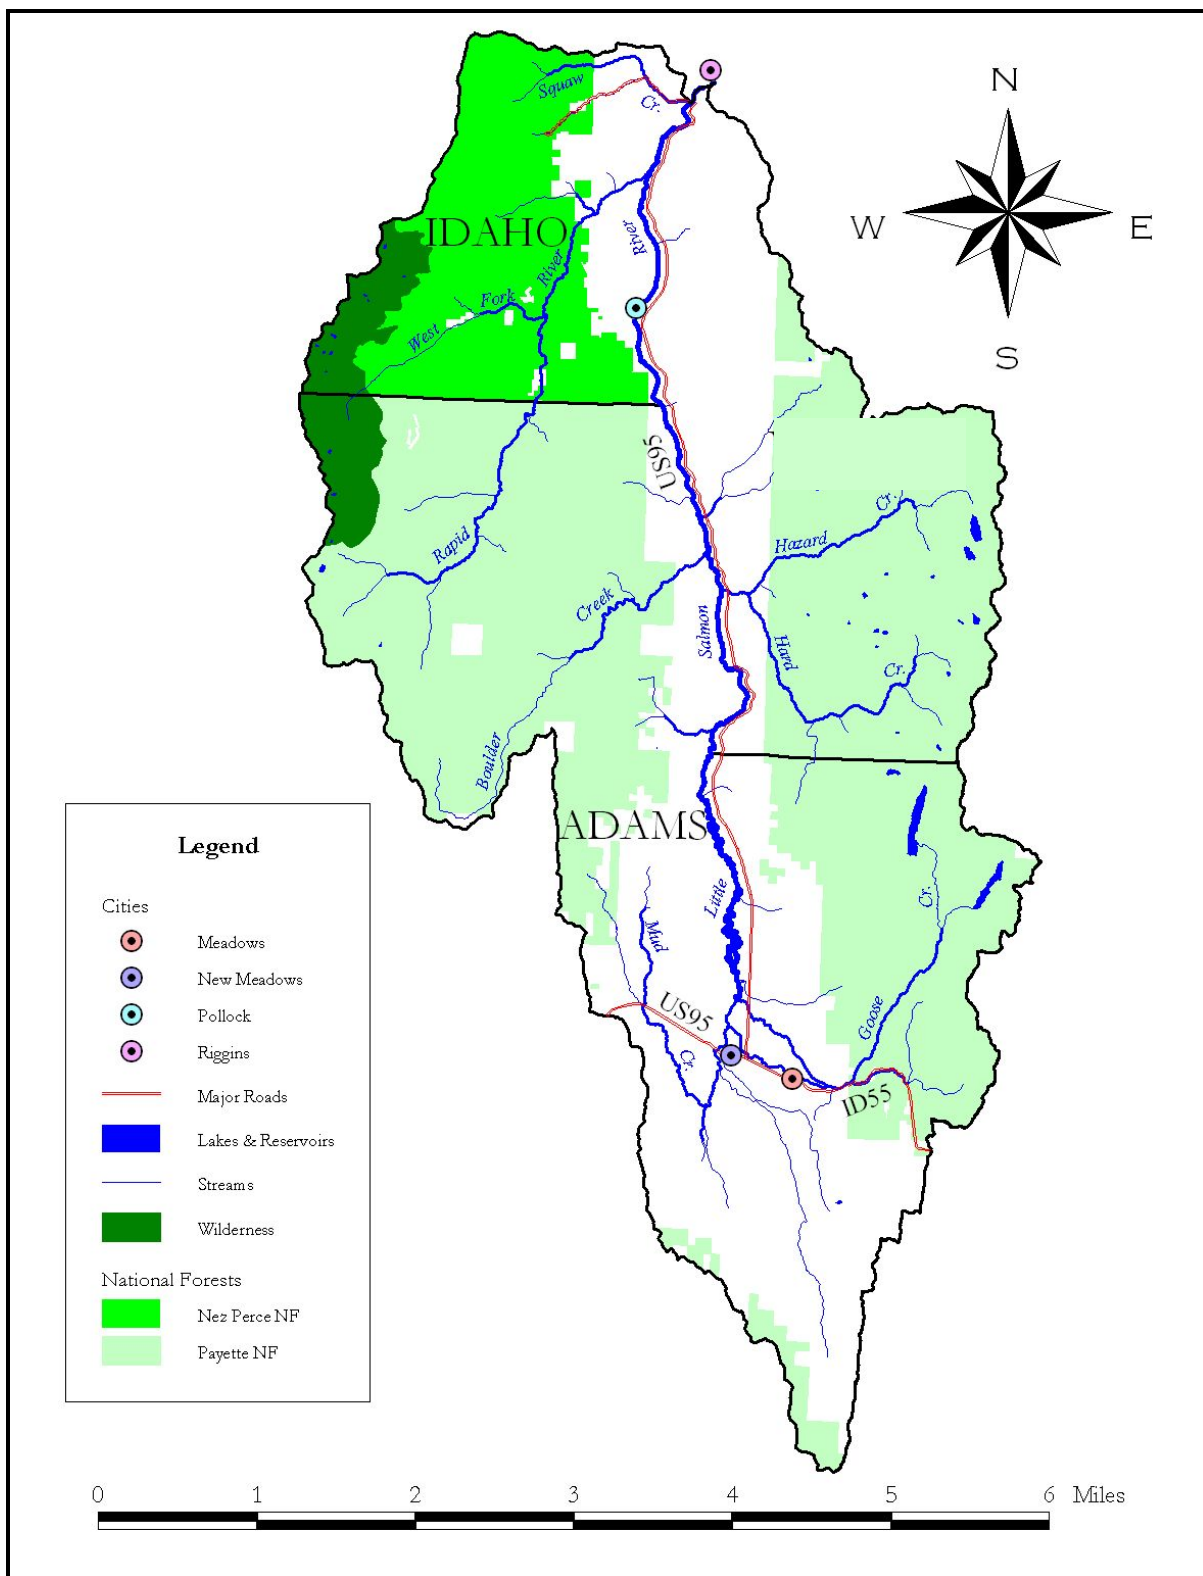 N
W
E
S
Squaw
Cr.
IDAHO
River
River
West
Fork
US95
Cr.
Hazard
Rapid
Creek
Salmon
Hard
Cr.
Boulder
ADAMS
Little
Cr.
Mud
US95
Goose
Cr.
ID55
Legend
Cities
Meadows
New Meadows
Pollock
Riggins
Major Roads
Lakes & Reservoirs
Streams
Wilderness
National Forests
Nez Perce NF
Payette NF
0 1 2 3 4 5 6 Miles